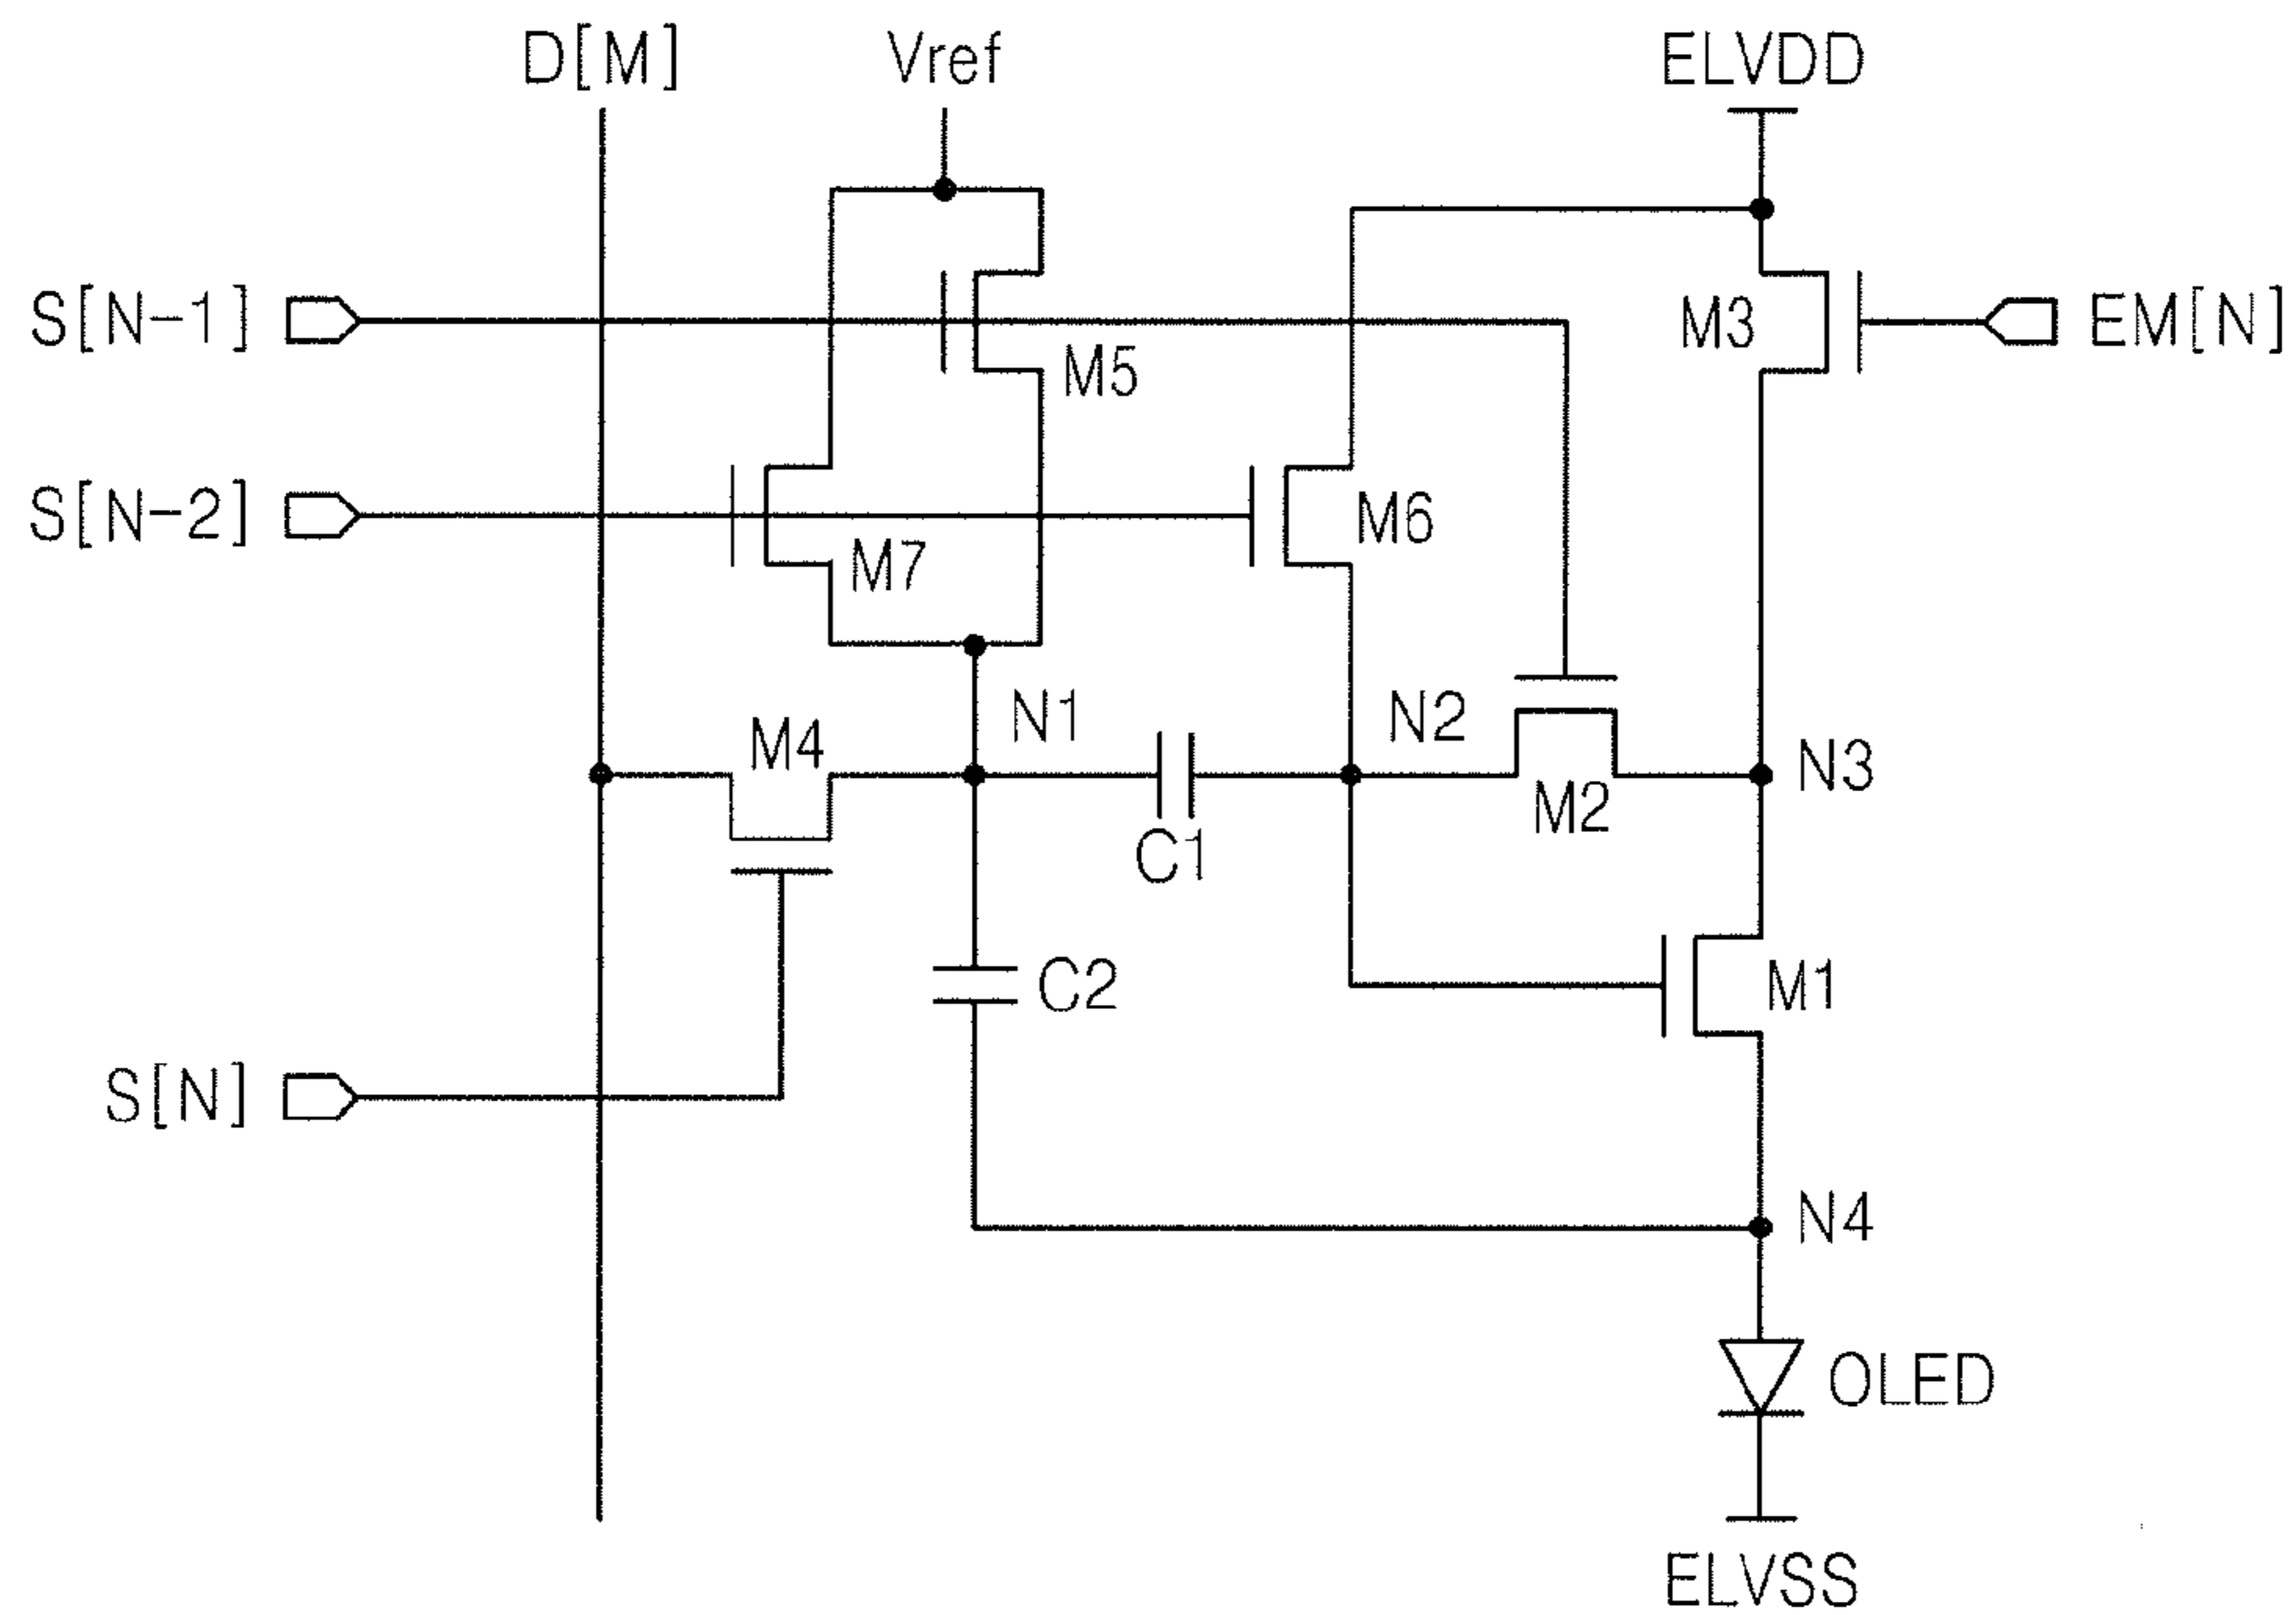 D[M]
Vref
ELVDD
S[N-1]
M3
EM[N]
M5
S[N-2]
M6
M7
N1
N2
M4
N3
M2
C1
C2
M1
S[N]
N4
OLED
ELVSS